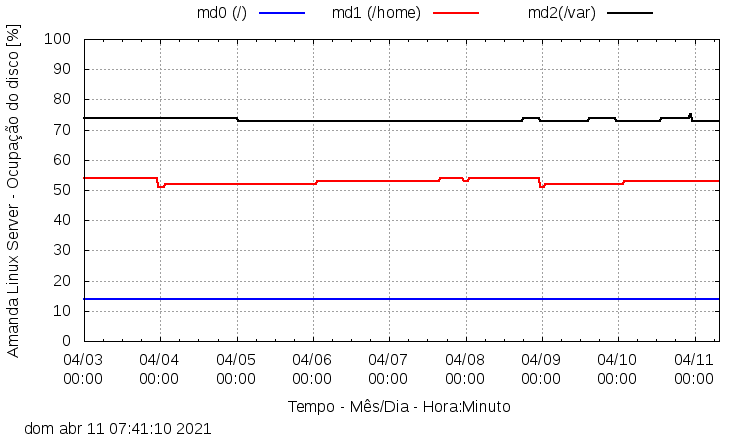 md0 (/) md1 (/home) md2(/var)
Amanda Linux Server - Ocupação do disco [%]
100
90
80
70
60
50
40
30
20
10
0
04/03 04/04 04/05 04/06 04/07 04/08 04/09 04/10 04/11
00:00 00:00 00:00 00:00 00:00 00:00 00:00 00:00 00:00
Tempo - Mês/Dia - Hora:Minuto
dom abr 11 07:41:10 2021